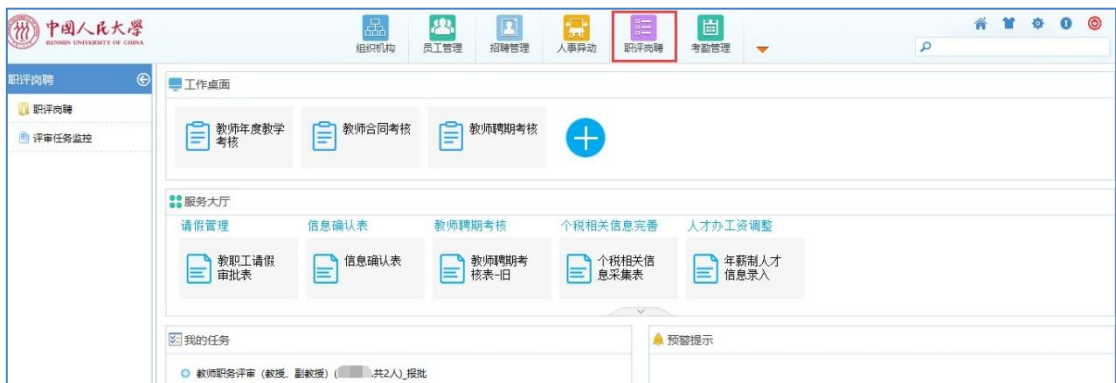 中国人民大學
RENMIN UNIVERSITY OF CHINA
组织机构
员工管理
招聘管理
人事异动
职评岗聘
考勤管理
职评岗聘
职评岗聘
评审任务监控
工作桌面
教师年度教学
考核
教师合同考核
教师聘期考核
服务大厅
请假管理
信息确认表
教师聘期考核
个税相关信息完善
人才办工资调整
教职工请假
审批表
信息确认表
教师聘期考
核表-旧
个税相关信
息采集表
年薪制人才
信息录入
我的任务
预警提示
教师职务评审（教授、副教授）( ,共2人)_报批